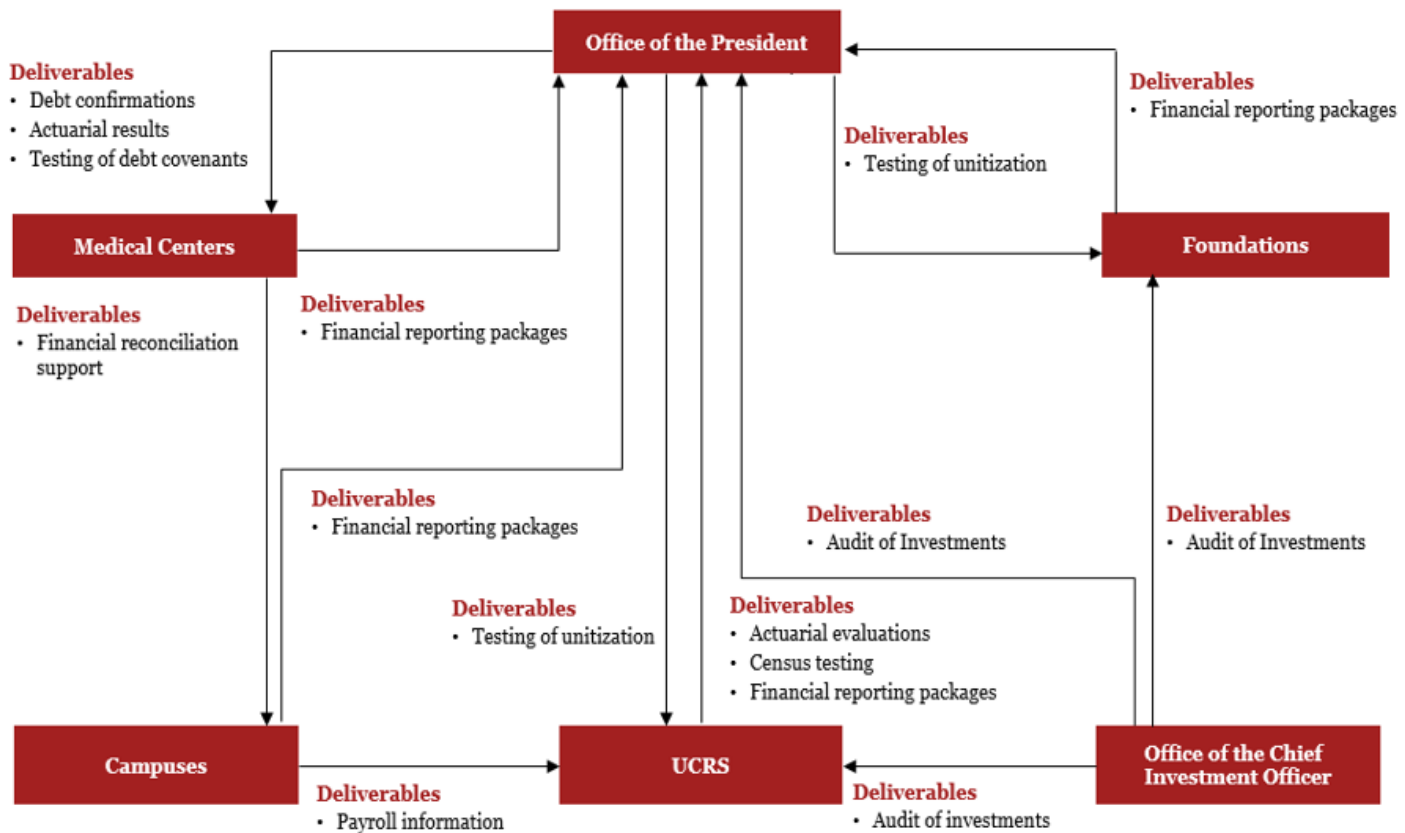 Office of the President
Deliverables
• Debt confirmations
• Actuarial results
• Testing of debt covenants
Deliverables
• Testing of unitization
Deliverables
• Financial reporting packages
Medical Centers
Foundations
Deliverables
• Financial reconciliation
support
Deliverables
• Financial reporting packages
Deliverables
• Financial reporting packages
Deliverables
• Audit of Investments
Deliverables
• Audit of Investments
Deliverables
• Testing of unitization
Deliverables
• Actuarial evaluations
• Census testing
• Financial reporting packages
Campuses
UCRS
Office of the Chief
Investment Officer
Deliverables
• Payroll information
Deliverables
• Audit of investments